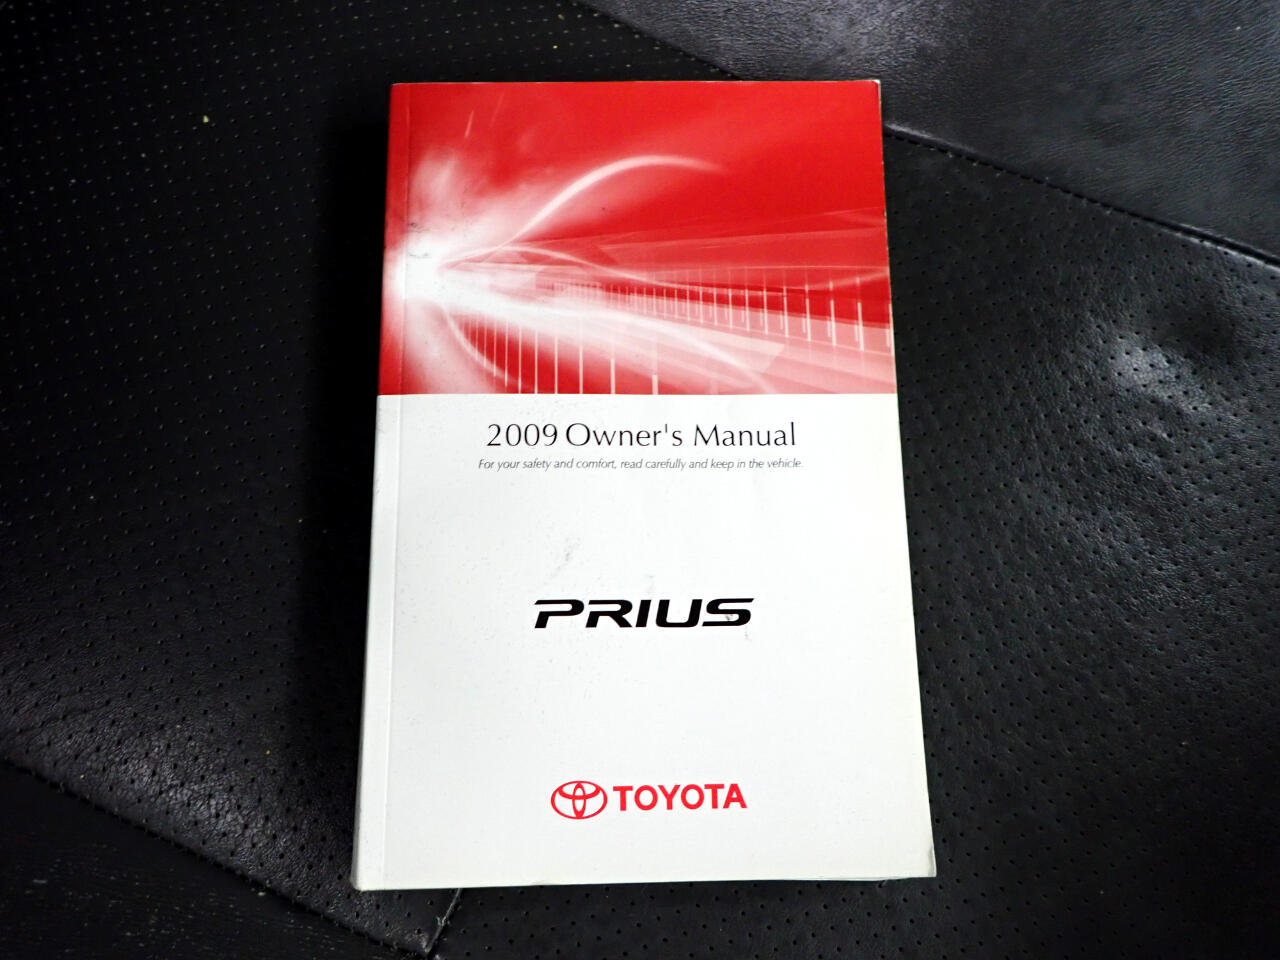 2009 Owner's Manual
For your safety and comfort, read carefully and keep in the vehicle.
PRIUS
TOYOTA